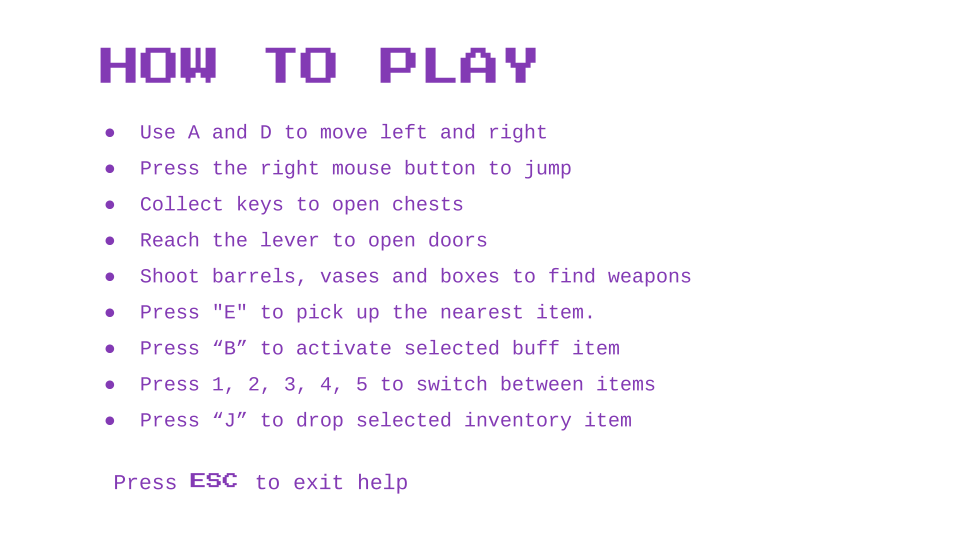 HOW TO PLAY
● Use A and D to move left and right
● Press the right mouse button to jump
● Collect keys to open chests
● Reach the lever to open doors
● Shoot barrels, vases and boxes to find weapons
● Press "E" to pick up the nearest item.
● Press “B” to activate selected buff item
● Press 1, 2, 3, 4, 5 to switch between items
● Press “J” to drop selected inventory item
Press ESC to exit help